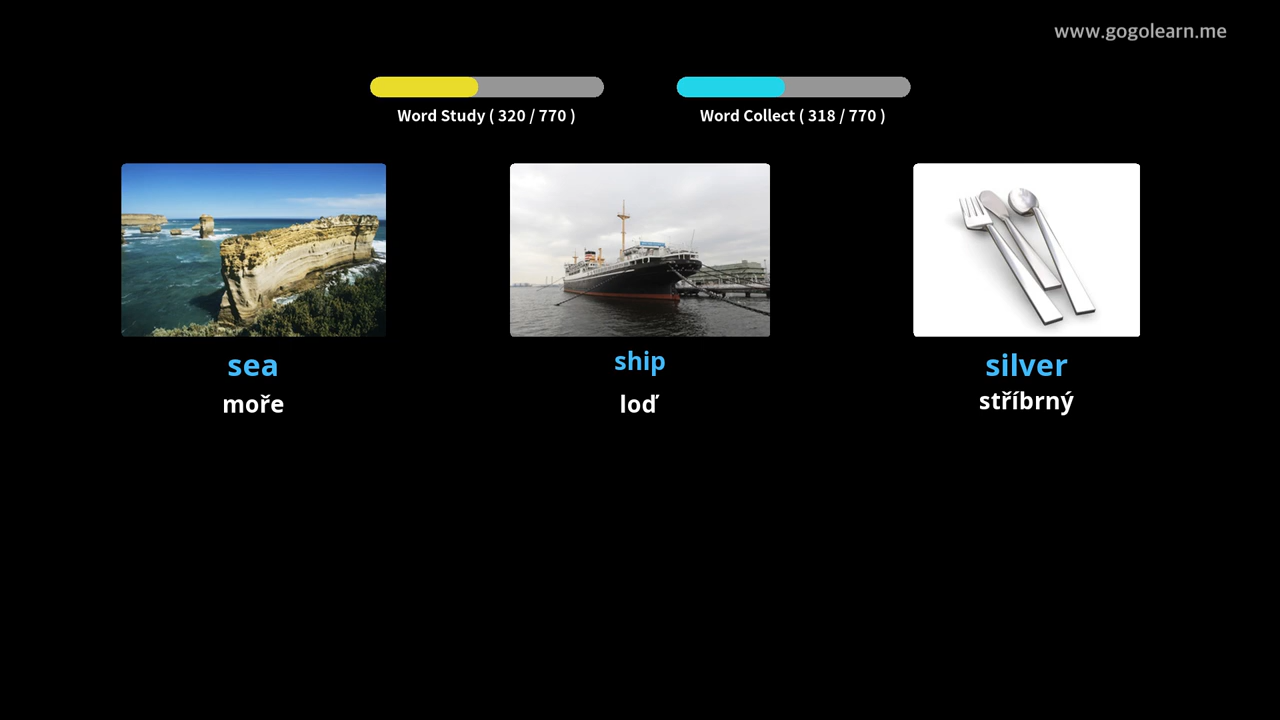 www.gogolearn.me
Word Study ( 320 / 770 )
Word Collect ( 318 / 770 )
sea
moře
ship
loď
silver
stříbrný